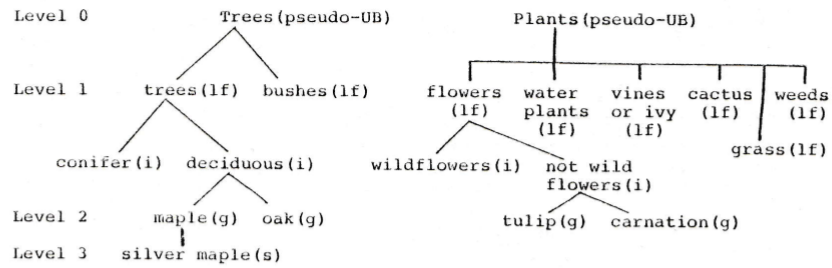 Level 0 Trees(pseudo-UB) Plants(pseudo-UB)
Level 1 trees(lf) bushes(lf) flowers water vines cactus weeds
(lf) plants or ivy (lf) (lf)
(lf) (lf)
grass(lf)
conifer(i) deciduous(i) wildflowers(i) not wild
flowers(i)
Level 2 maple(g) oak(g) tulip(g) carnation(g)
Level 3 silver maple(s)